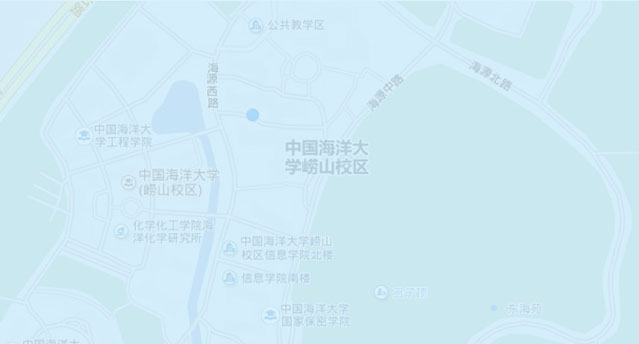 公共教学区
海源西路
海源中路
海源北路
中国海洋大
学工程学院
中国海洋大
学崂山校区
中国海洋大学
(崂山校区)
化学化工学院海
洋化学研究所
中国海洋大学崂山
校区信息学院北楼
信息学院南楼
中国海洋大学
国家保密学院
东海苑